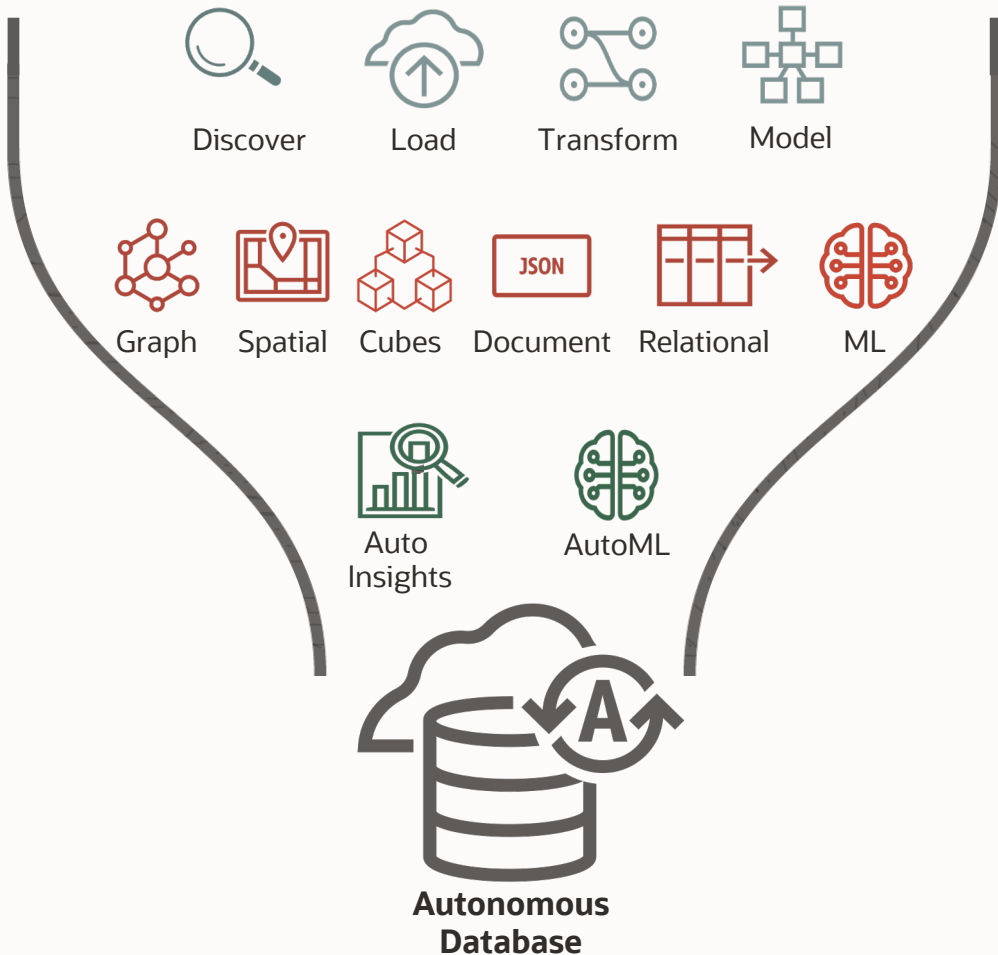 Discover
Load
Transform
Model
JSON
Graph
Spatial
Cubes
Document
Relational
ML
Auto
Insights
AutoML
A
Autonomous
Database